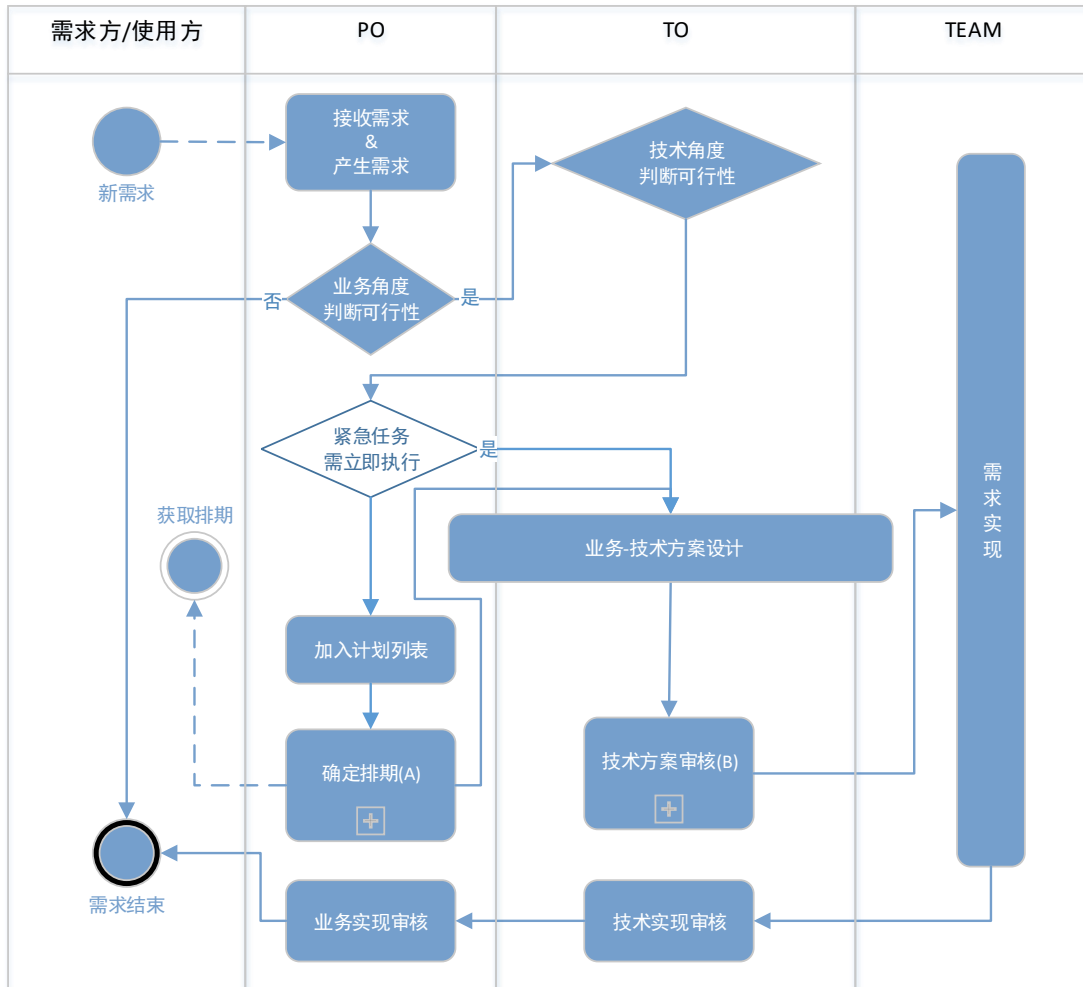 需求方/使用方
PO
TO
TEAM
接收需求
&
产生需求
技术角度
判断可行性
新需求
业务角度
判断可行性
否
是
紧急任务
需立即执行
是
获取排期
业务-技术方案设计
需
求
实
现
加入计划列表
确定排期(A)
技术方案审核(B)
需求结束
业务实现审核
技术实现审核